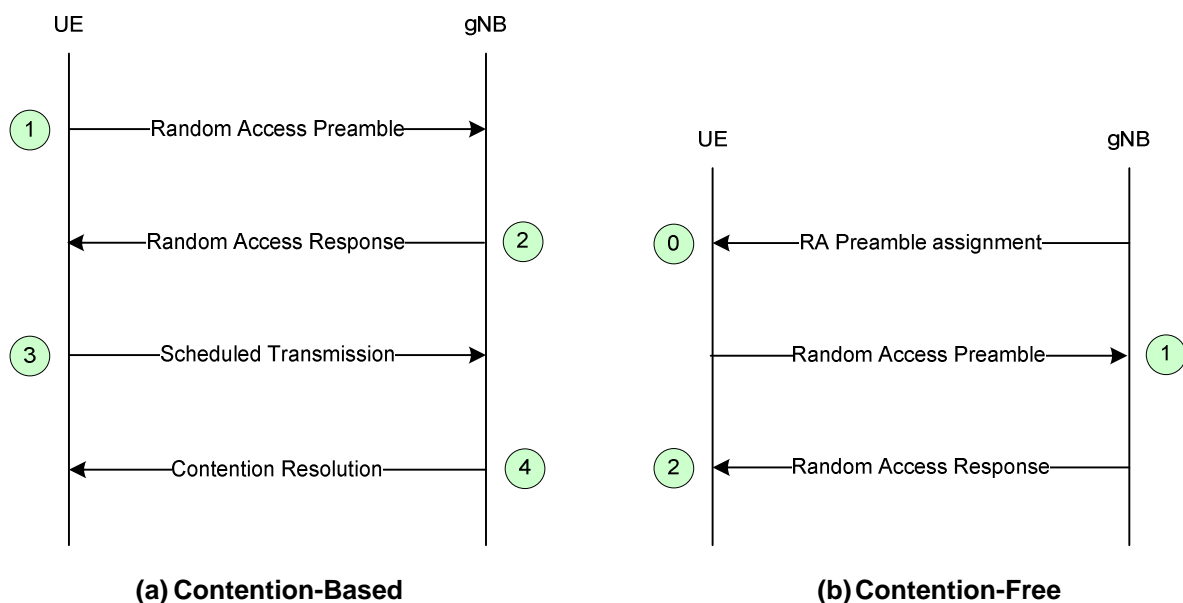 UE
gNB
1
Random Access Preamble
Random Access Response
2
3
Scheduled Transmission
Contention Resolution
4
(a) Contention-Based
UE
gNB
0
RA Preamble assignment
Random Access Preamble
1
2
Random Access Response
(b) Contention-Free